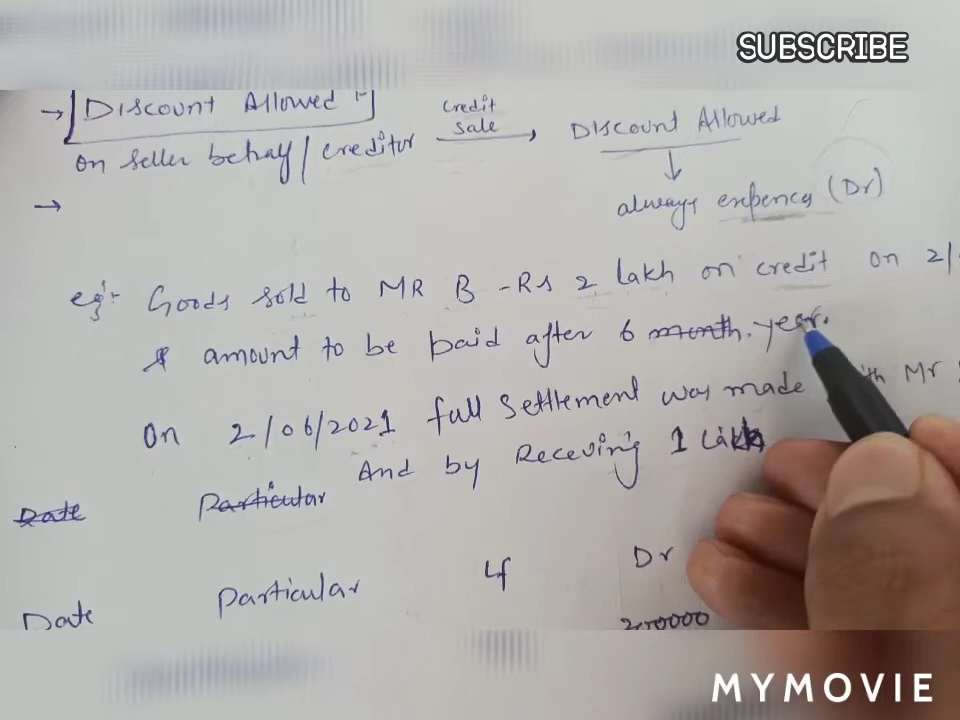 SUBSCRIBE
→ Discount Allowed :-
credit sale → Discount Allowed
on seller behalf / creditor
always expences (Dr)
→
eg:- Goods sold to MR B - Rs 2 lakh on credit on 2/
& amount to be paid after 6 month. year.
On 2/06/2021 full settlement was made with Mr
And by Receving 1 Lakh
Date Particular
Date Particular Lf Dr
200000
MYMOVIE